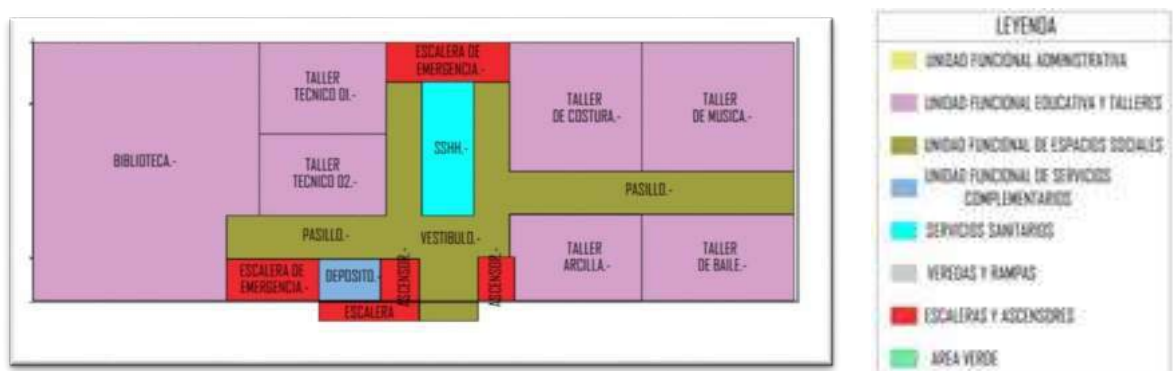 BIBLIOTECA.-
TALLER
TECNICO 01.-
TALLER
TECNICO 02.-
ESCALERA DE
EMERGENCIA.-
SSHH.-
TALLER
DE COSTURA.-
TALLER
DE MUSICA.-
PASILLO.-
PASILLO.-
VESTIBULO.-
ESCALERA DE
EMERGENCIA.-
DEPOSITO.-
ASCENSOR.-
ASCENSOR.-
ESCALERA
TALLER
ARCILLA.-
TALLER
DE BAILE.-
LEYENDA
UNIDAD FUNCIONAL ADMINISTRATIVA
UNIDAD FUNCIONAL EDUCATIVA Y TALLERES
UNIDAD FUNCIONAL DE ESPACIOS SOCIALES
UNIDAD FUNCIONAL DE SERVICIOS
COMPLEMENTARIOS
SERVICIOS SANITARIOS
VEREDAS Y RAMPAS
ESCALERAS Y ASCENSORES
AREA VERDE